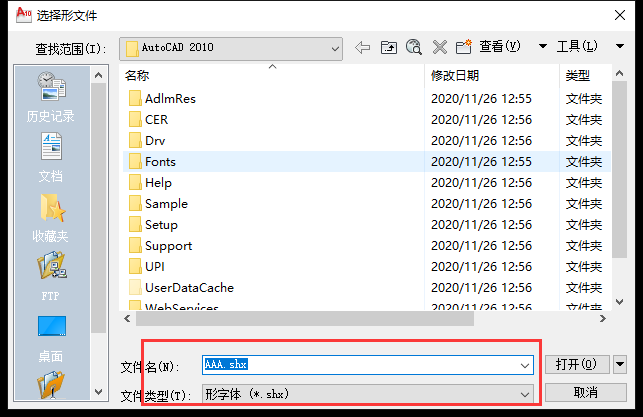 选择形文件
查找范围(I): AutoCAD 2010 查看(V) 工具(L)
名称 修改日期 类型
AdlmRes 2020/11/26 12:55 文件夹
CER 2020/11/26 12:56 文件夹
Drv 2020/11/26 12:56 文件夹
Fonts 2020/11/26 12:55 文件夹
Help 2020/11/26 12:56 文件夹
Sample 2020/11/26 12:56 文件夹
Setup 2020/11/26 12:56 文件夹
Support 2020/11/26 12:56 文件夹
UPI 2020/11/26 12:56 文件夹
UserDataCache 2020/11/26 12:56 文件夹
WebServices 2020/11/26 12:56 文件夹
历史记录
文档
收藏夹
FTP
桌面
文件名(N): AAA.shx 打开(O)
文件类型(T): 形字体 (*.shx) 取消